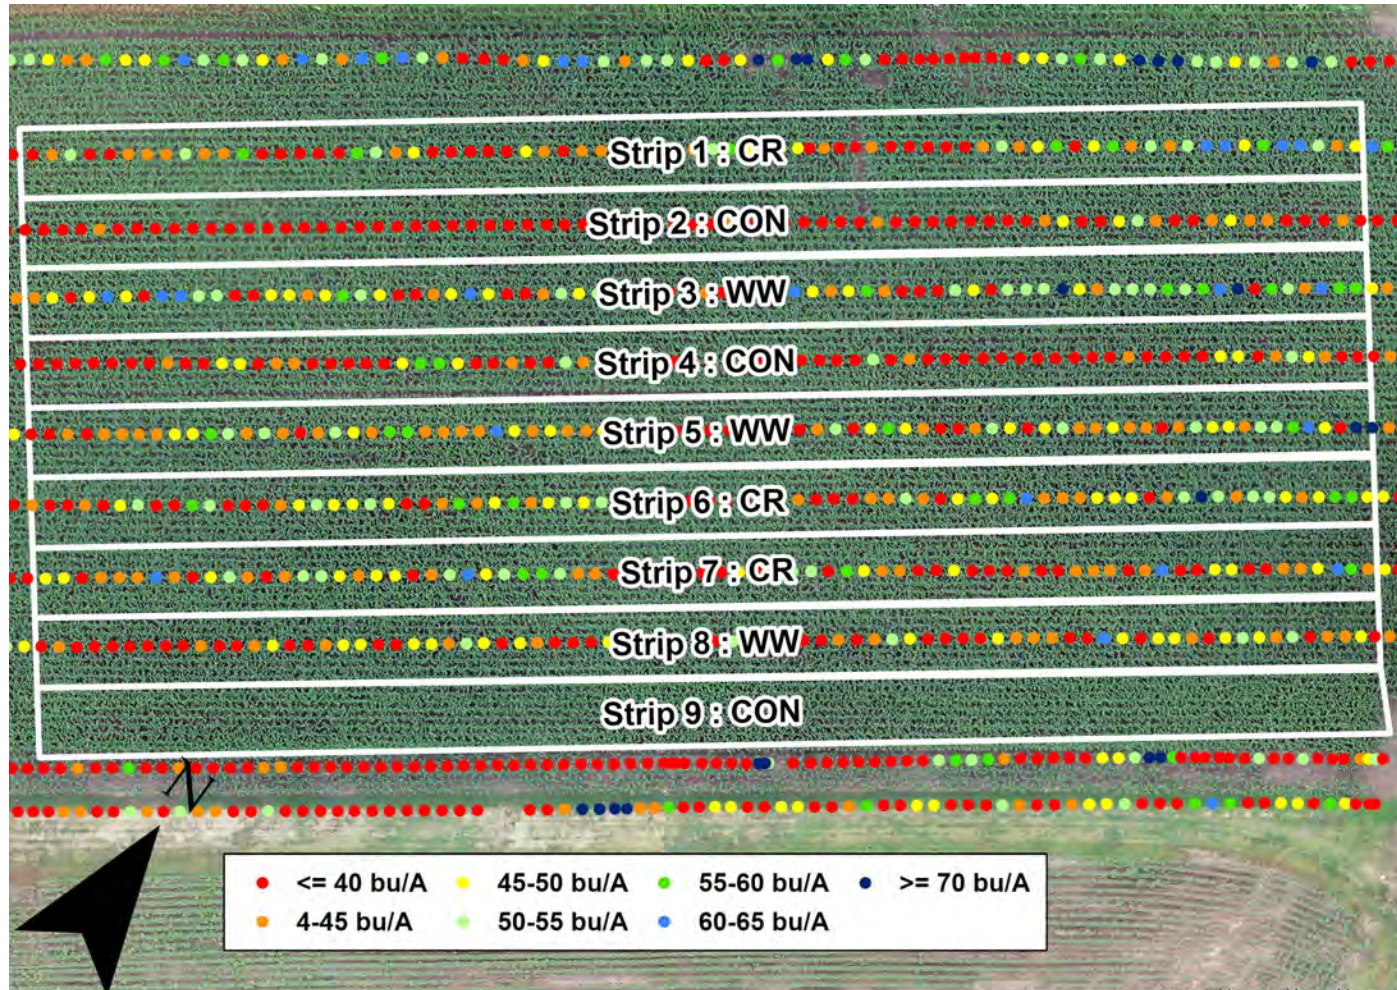 Strip 1 : CR
Strip 2 : CON
Strip 3 : WW
Strip 4 : CON
Strip 5 : WW
Strip 6 : CR
Strip 7 : CR
Strip 8 : WW
Strip 9 : CON
N
<= 40 bu/A 45-50 bu/A 55-60 bu/A >= 70 bu/A
4-45 bu/A 50-55 bu/A 60-65 bu/A